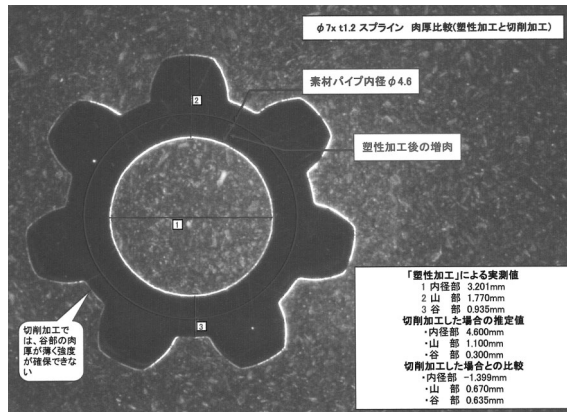 φ7x t1.2 スプライン 肉厚比較(塑性加工と切削加工)
素材パイプ内径φ4.6
塑性加工後の増肉
2
1
3
切削加工で
は、谷部の肉
厚が薄く強度
が確保できな
い
「塑性加工」による実測値
1 内径部 3.201mm
2 山 部 1.770mm
3 谷 部 0.935mm
切削加工した場合の推定値
・内径部 4.600mm
・山 部 1.100mm
・谷 部 0.300mm
切削加工した場合との比較
・内径部 -1.399mm
・山 部 0.670mm
・谷 部 0.635mm